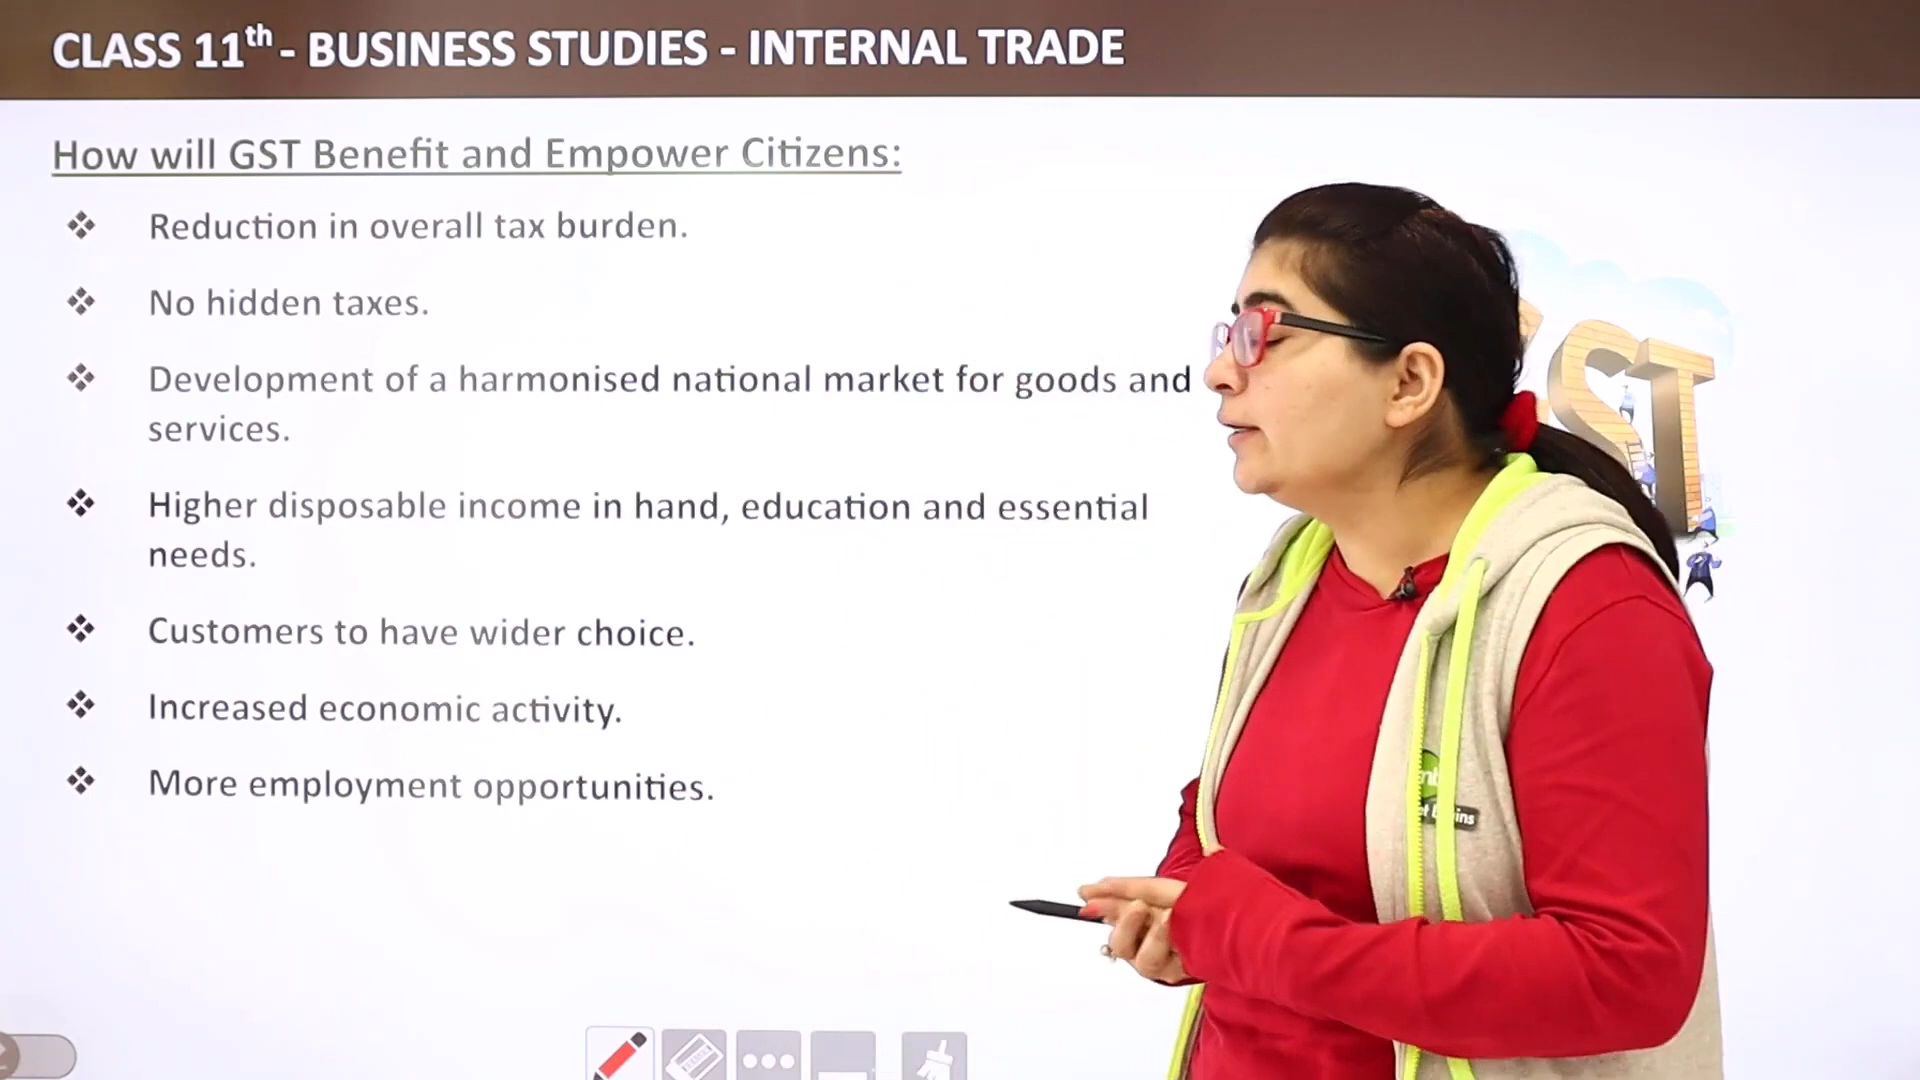 CLASS 11th - BUSINESS STUDIES - INTERNAL TRADE
How will GST Benefit and Empower Citizens:
❖ Reduction in overall tax burden.
❖ No hidden taxes.
❖ Development of a harmonised national market for goods and
services.
❖ Higher disposable income in hand, education and essential
needs.
❖ Customers to have wider choice.
❖ Increased economic activity.
❖ More employment opportunities.
ST